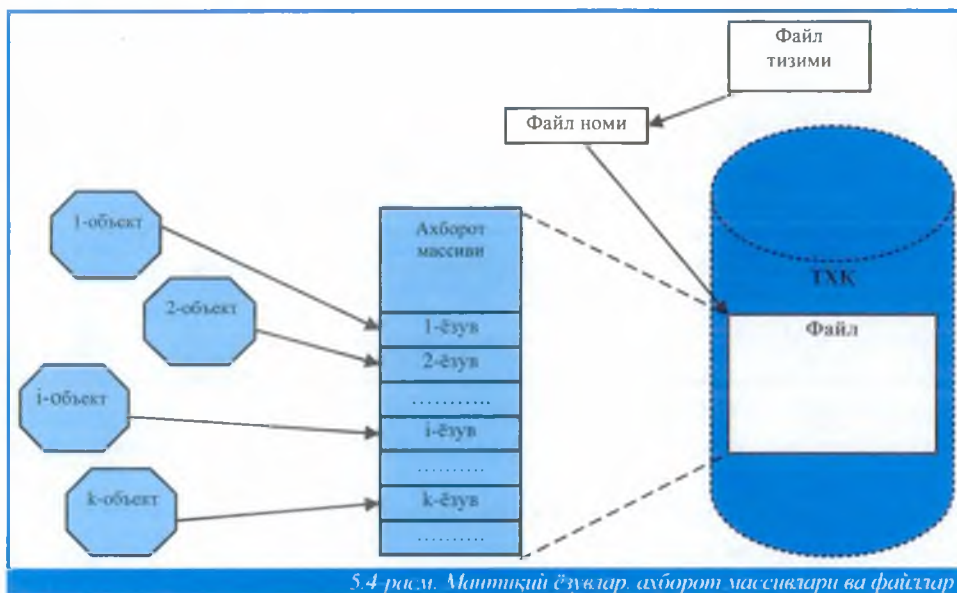 Файл
тизими
Файл номи
1-объект
Ахборот
массиви
2-объект
ТХК
1-ёзув
Файл
2-ёзув
............
i-Объект
i-ёзув
..........
k-объект
k-ёзув
..........
5.4-расм. Мантиқий ёзувлар, ахборот массивлари ва файллар